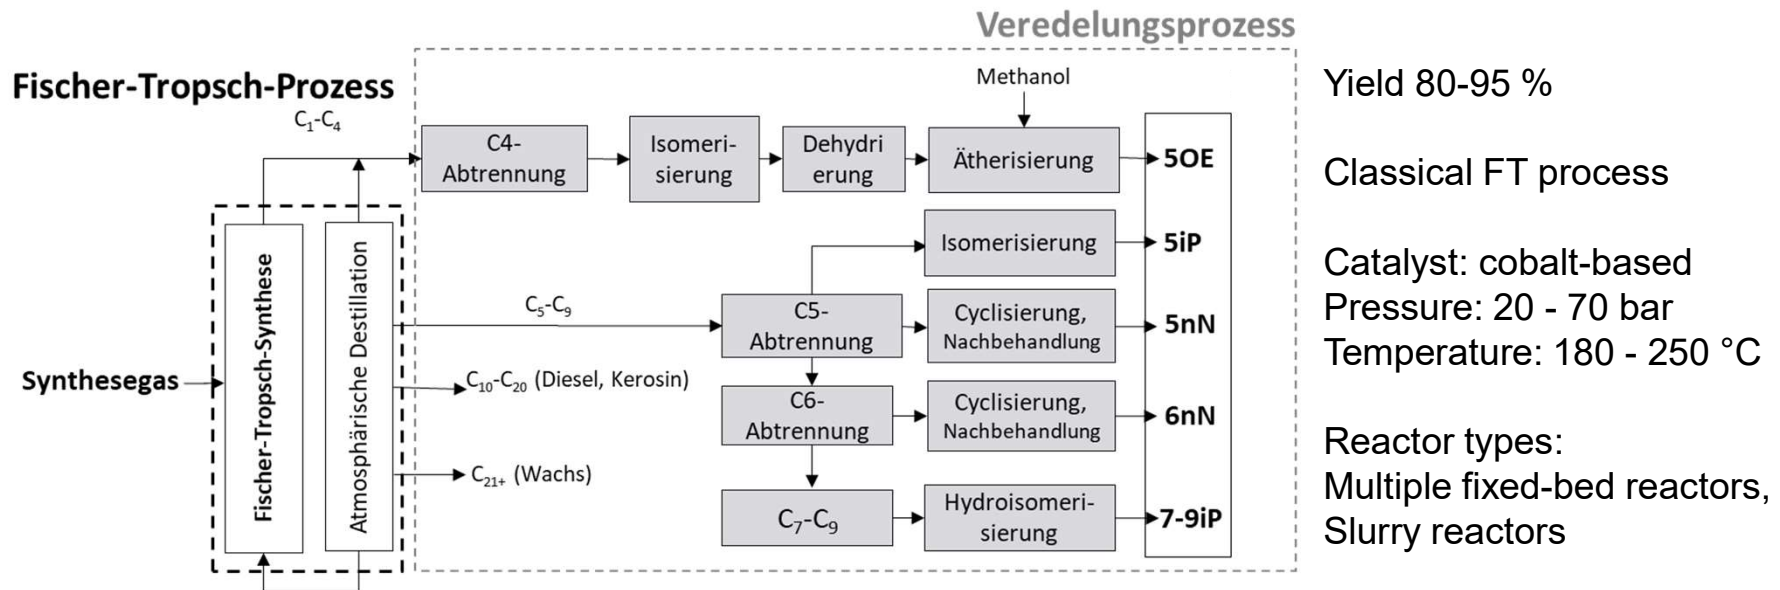 Veredelungsprozess
Fischer-Tropsch-Prozess
C₁-C₄
Methanol
C4-
Abtrennung
Isomeri-
sierung
Dehydri
erung
Ätherisierung
5OE
Isomerisierung
5iP
C₅-C₉
C5-
Abtrennung
Cyclisierung,
Nachbehandlung
5nN
Synthesegas
Fischer-Tropsch-Synthese
Atmosphärische Destillation
C₁₀-C₂₀ (Diesel, Kerosin)
C6-
Abtrennung
Cyclisierung,
Nachbehandlung
6nN
C₂₁₊ (Wachs)
C₇-C₉
Hydroisomeri-
sierung
7-9iP
Yield 80-95 %
Classical FT process
Catalyst: cobalt-based
Pressure: 20 - 70 bar
Temperature: 180 - 250 °C
Reactor types:
Multiple fixed-bed reactors,
Slurry reactors